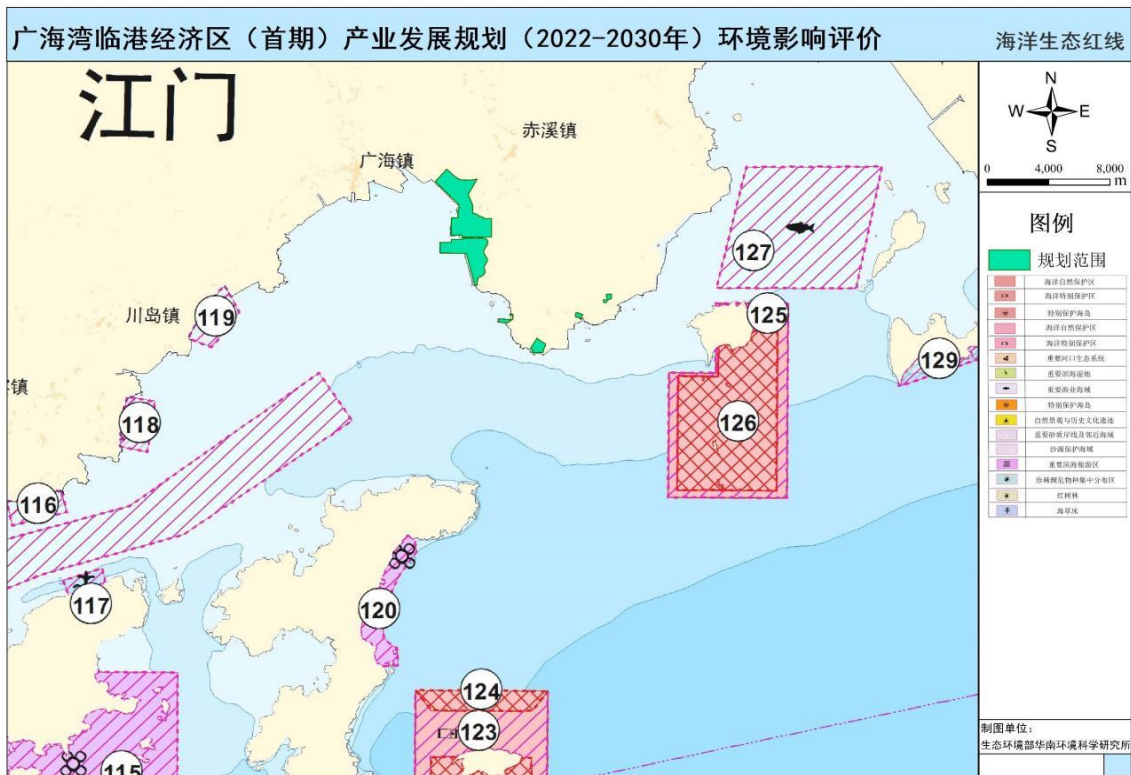 广海湾临港经济区（首期）产业发展规划（2022-2030年）环境影响评价
海洋生态红线
江门
赤溪镇
广海镇
川岛镇
镇
127
125
119
129
118
126
116
117
120
124
123
115
N
W E
S
0 4,000 8,000
m
图例
规划范围
海洋自然保护区
海洋特别保护区
特别保护海岛
海洋自然保护区
海洋特别保护区
重要河口生态系统
重要滨海湿地
重要渔业海域
特别保护海岛
自然景观与历史文化遗迹
重要砂质岸线及邻近海域
沙源保护海域
重要滨海旅游区
珍稀濒危物种集中分布区
红树林
海草床
制图单位：
生态环境部华南环境科学研究所